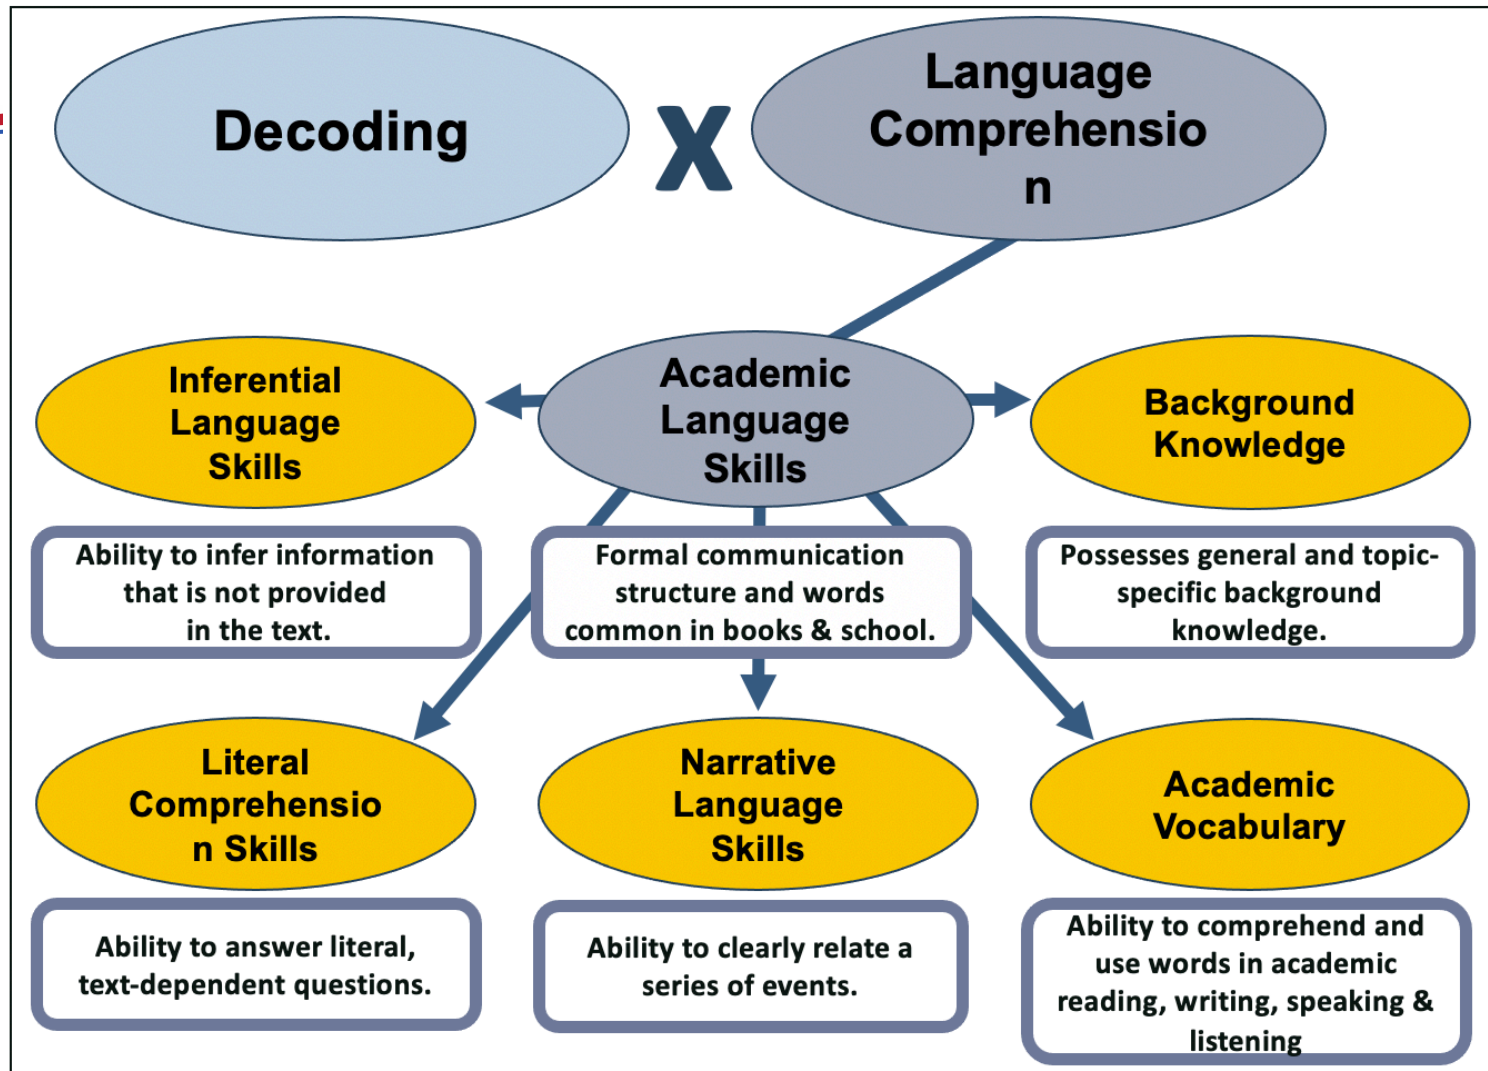 Decoding
X
Language
Comprehensio
n
Inferential
Language
Skills
Academic
Language
Skills
Background
Knowledge
Ability to infer information
that is not provided
in the text.
Formal communication
structure and words
common in books & school.
Possesses general and topic-
specific background
knowledge.
Literal
Comprehensio
n Skills
Narrative
Language
Skills
Academic
Vocabulary
Ability to answer literal,
text-dependent questions.
Ability to clearly relate a
series of events.
Ability to comprehend and
use words in academic
reading, writing, speaking &
listening